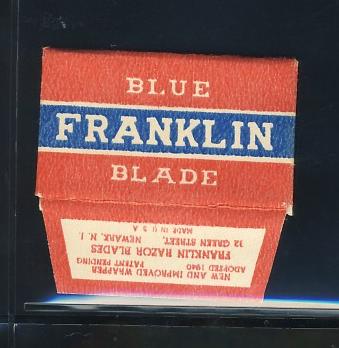 BLUE
FRANKLIN
BLADE
NEW AND IMPROVED WRAPPER
ADOPTED 1940 PATENT PENDING
FRANKLIN RAZOR BLADES
12 GREEN STREET, NEWARK, N. J.
MADE IN U S A